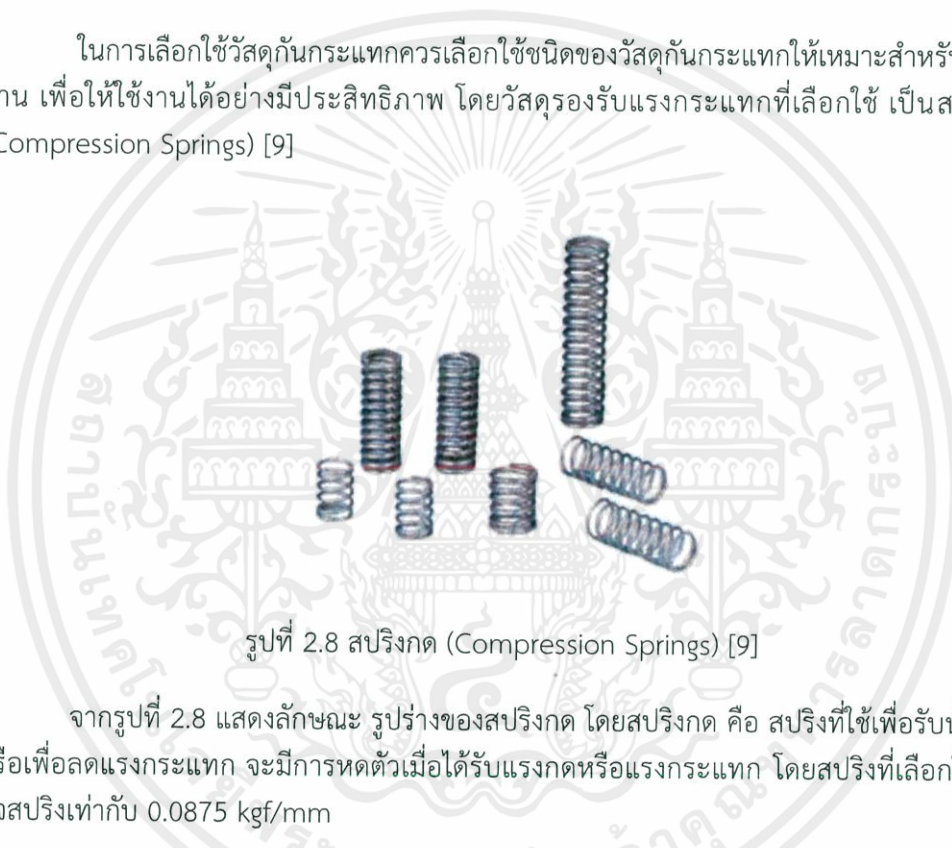 ในการเลือกใช้วัสดุกันกระแทกควรเลือกใช้ชนิดของวัสดุกันกระแทกให้เหมาะสำหรั
าน เพื่อให้ใช้งานได้อย่างมีประสิทธิภาพ โดยวัสดุรองรับแรงกระแทกที่เลือกใช้ เป็นส
Compression Springs) [9]
รูปที่ 2.8 สปริงกด (Compression Springs) [9]
จากรูปที่ 2.8 แสดงลักษณะ รูปร่างของสปริงกด โดยสปริงกด คือ สปริงที่ใช้เพื่อรับ
รือเพื่อลดแรงกระแทก จะมีการหดตัวเมื่อได้รับแรงกดหรือแรงกระแทก โดยสปริงที่เลือก
งสปริงเท่ากับ 0.0875 kgf/mm